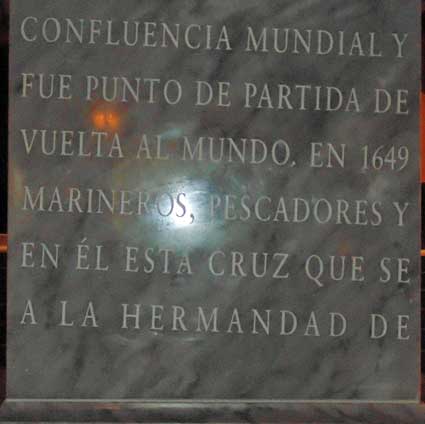 CONFLUENCIA MUNDIAL Y
FUE PUNTO DE PARTIDA DE
VUELTA AL MUNDO. EN 1649
MARINEROS, PESCADORES Y
EN ÉL ESTA CRUZ QUE SE
A LA HERMANDAD DE